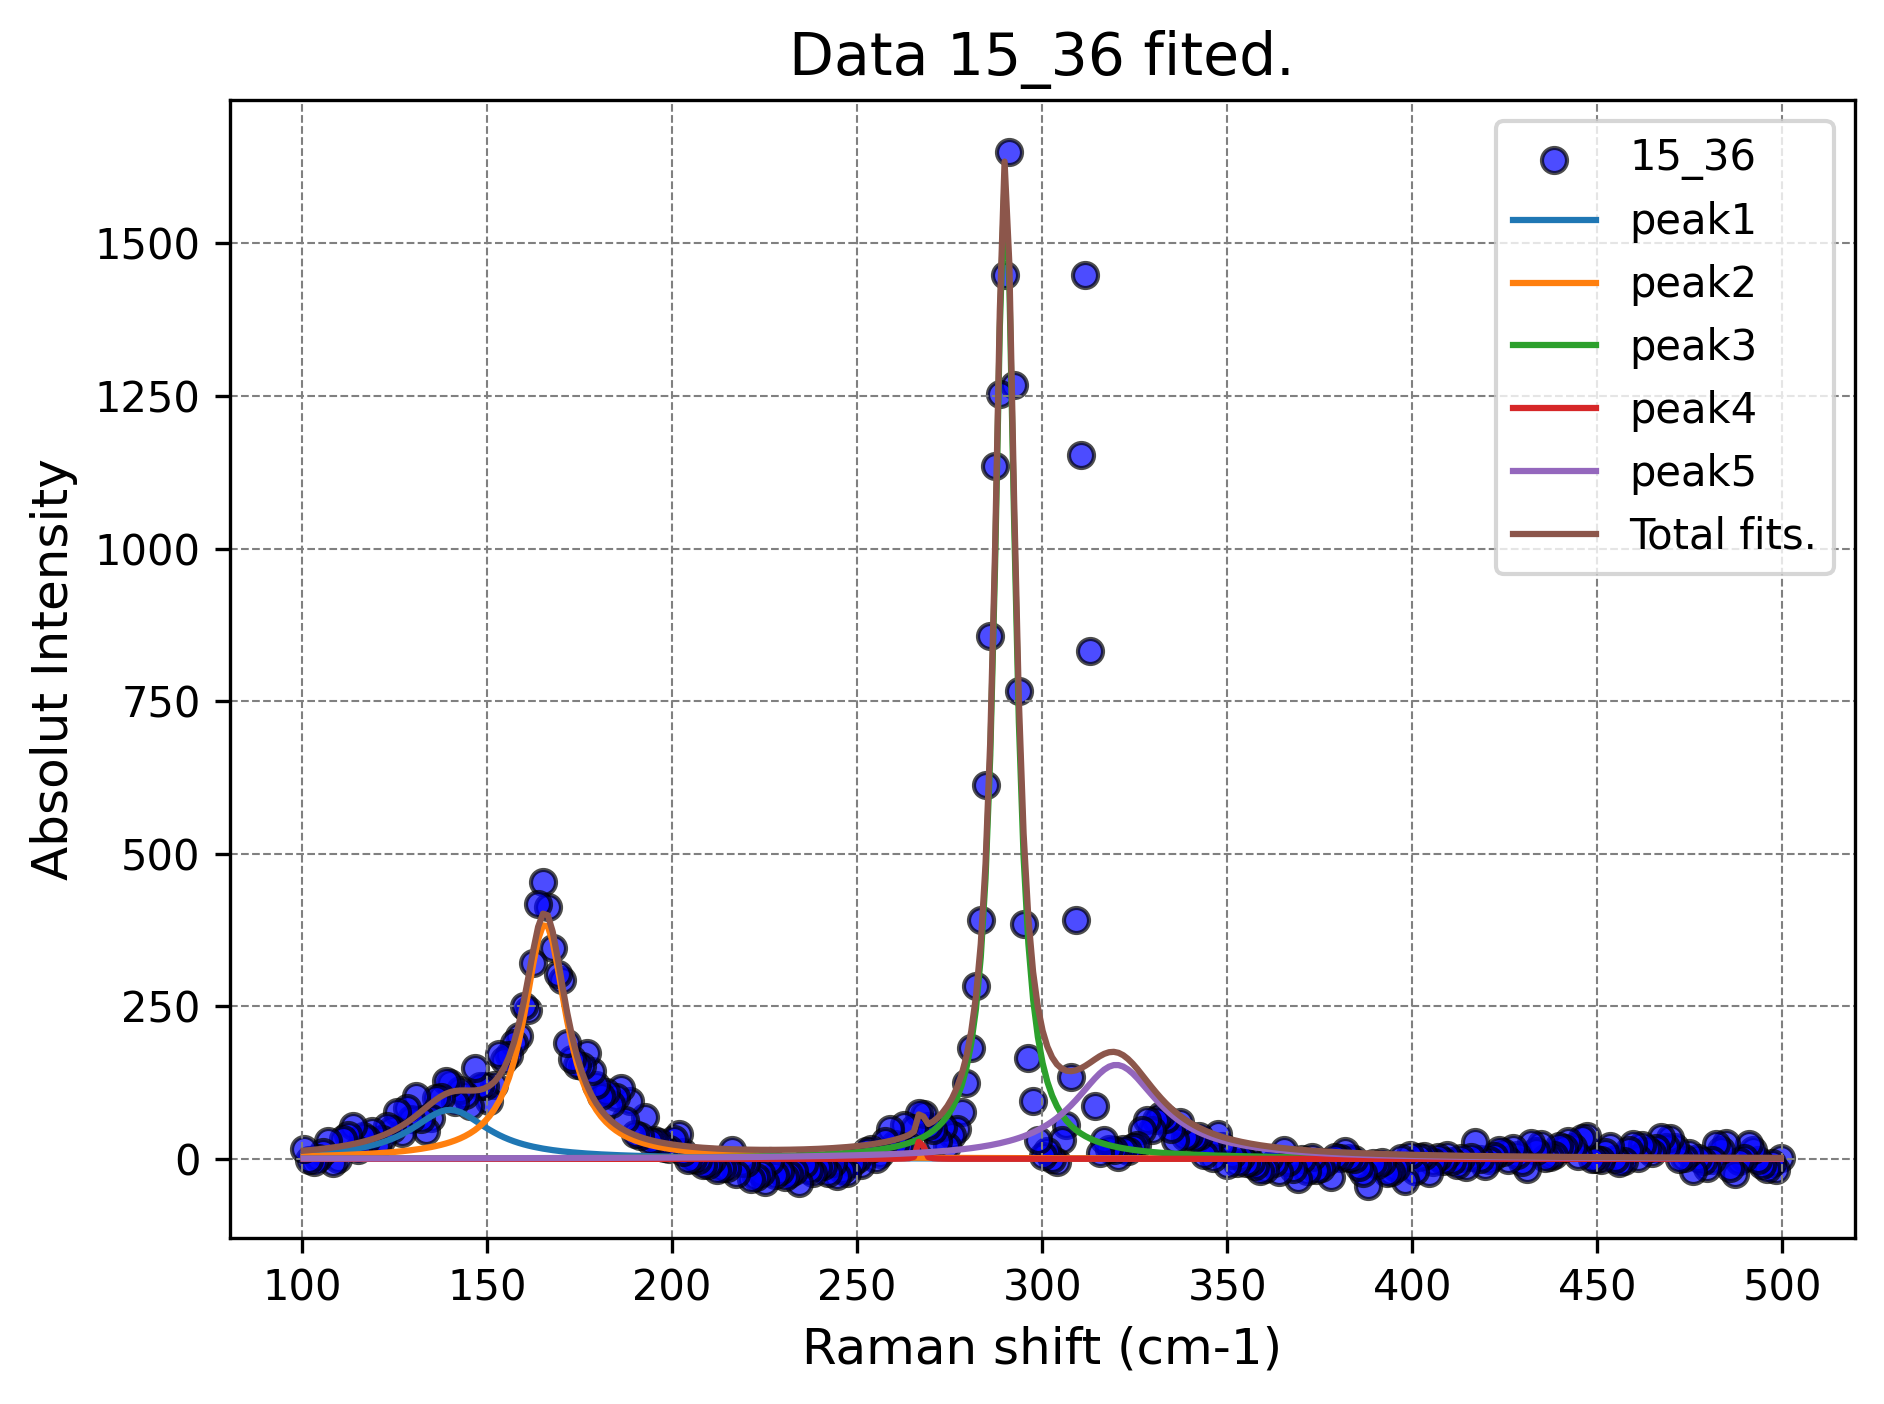 Data 15_36 fited.
15_36
peak1
peak2
peak3
peak4
peak5
Total fits.
Absolut Intensity
1500
1250
1000
750
500
250
0
100 150 200 250 300 350 400 450 500
Raman shift (cm-1)